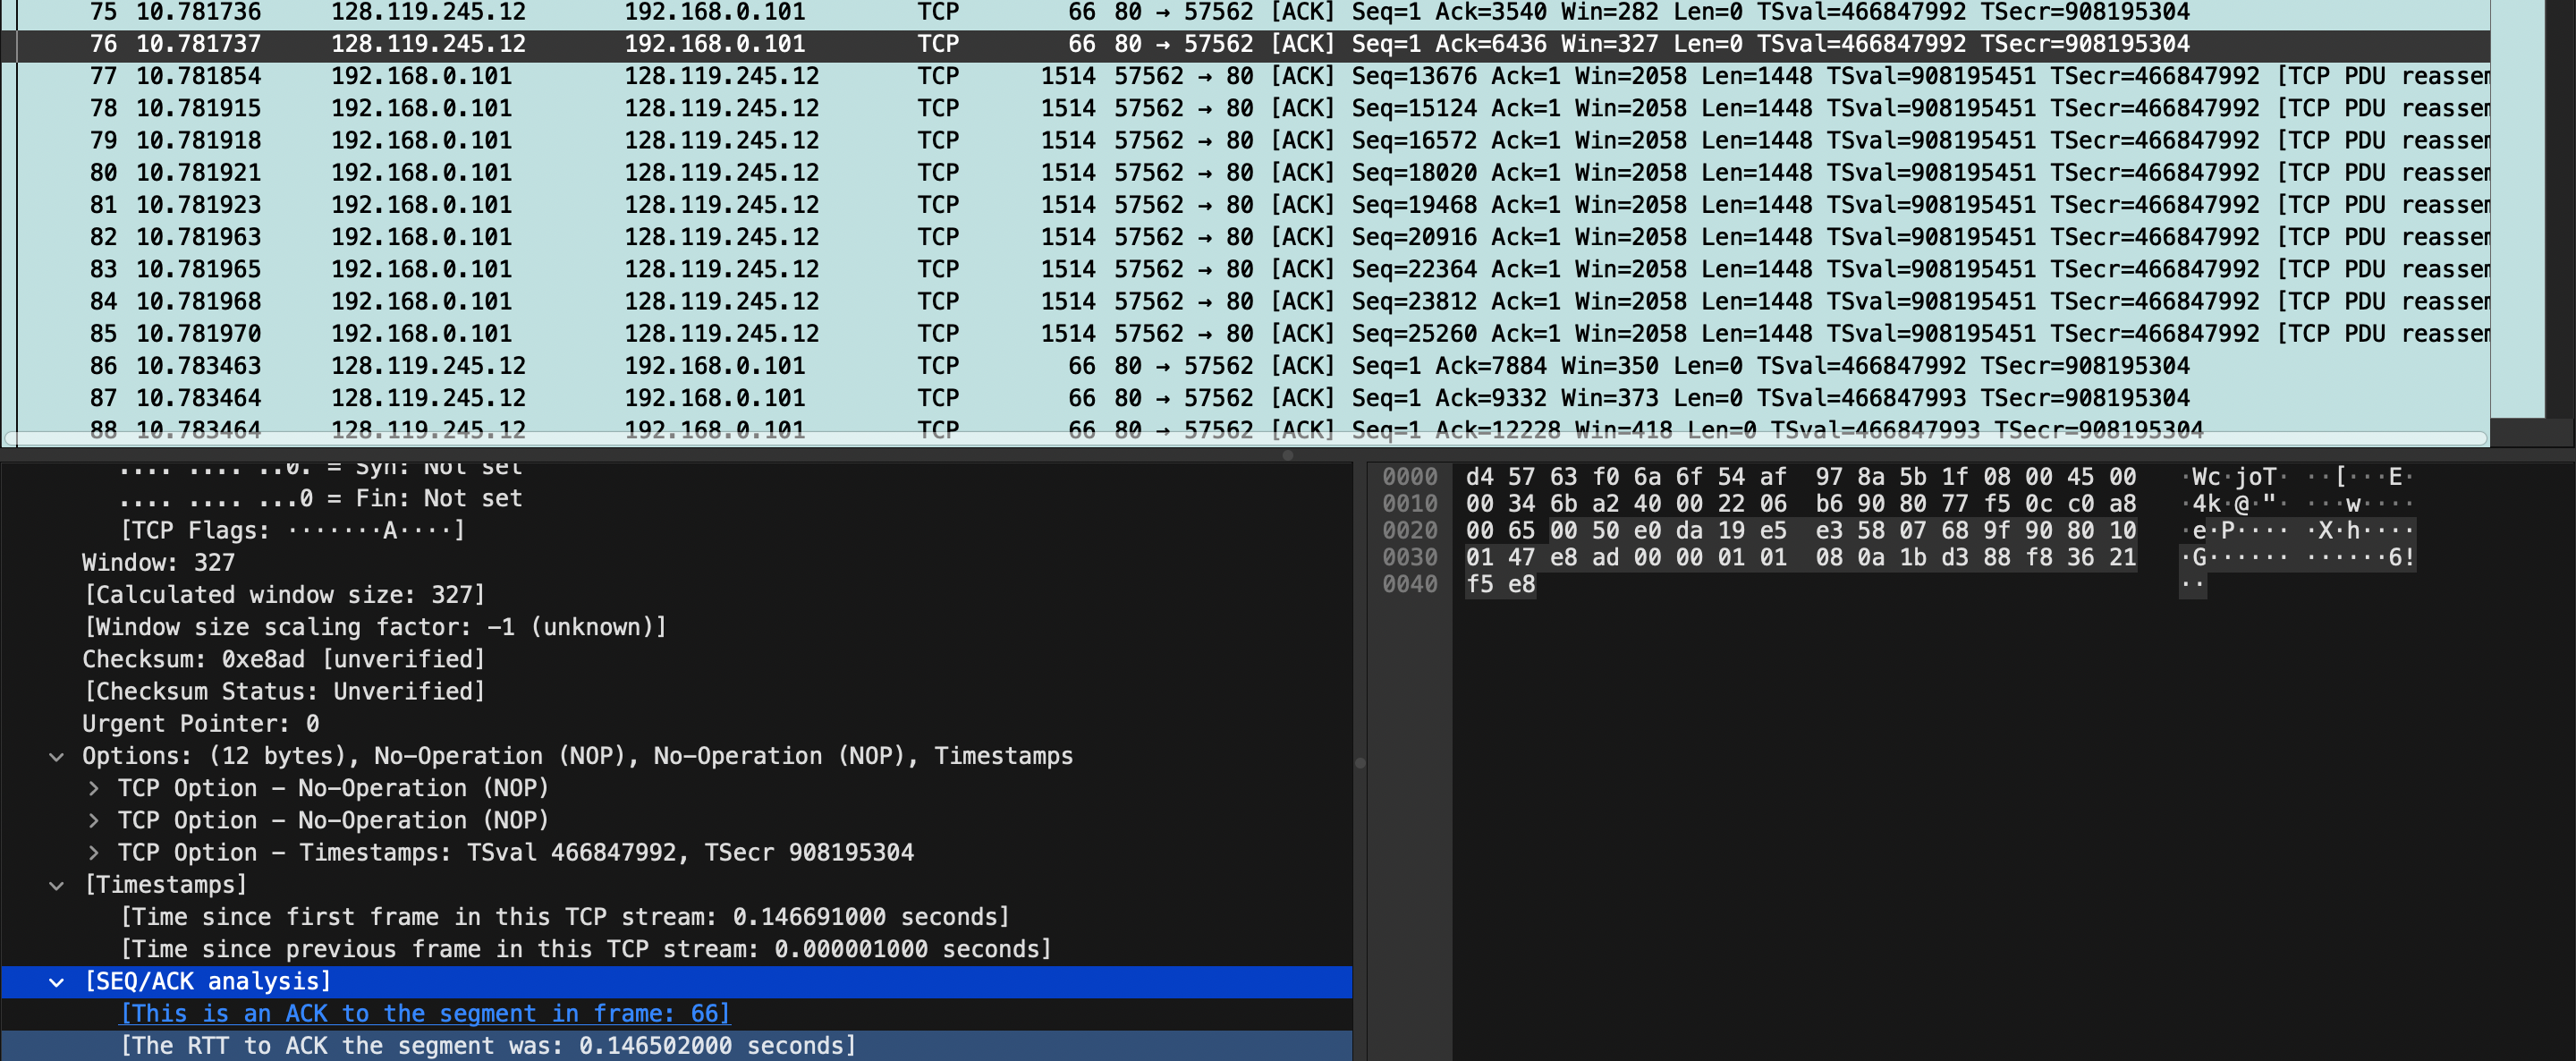 75 10.781736 128.119.245.12 192.168.0.101 TCP 66 80 → 57562 [ACK] Seq=1 Ack=3540 Win=282 Len=0 TSval=466847992 TSecr=908195304
76 10.781737 128.119.245.12 192.168.0.101 TCP 66 80 → 57562 [ACK] Seq=1 Ack=6436 Win=327 Len=0 TSval=466847992 TSecr=908195304
77 10.781854 192.168.0.101 128.119.245.12 TCP 1514 57562 → 80 [ACK] Seq=13676 Ack=1 Win=2058 Len=1448 TSval=908195451 TSecr=466847992 [TCP PDU reassem
78 10.781915 192.168.0.101 128.119.245.12 TCP 1514 57562 → 80 [ACK] Seq=15124 Ack=1 Win=2058 Len=1448 TSval=908195451 TSecr=466847992 [TCP PDU reassem
79 10.781918 192.168.0.101 128.119.245.12 TCP 1514 57562 → 80 [ACK] Seq=16572 Ack=1 Win=2058 Len=1448 TSval=908195451 TSecr=466847992 [TCP PDU reassem
80 10.781921 192.168.0.101 128.119.245.12 TCP 1514 57562 → 80 [ACK] Seq=18020 Ack=1 Win=2058 Len=1448 TSval=908195451 TSecr=466847992 [TCP PDU reassem
81 10.781923 192.168.0.101 128.119.245.12 TCP 1514 57562 → 80 [ACK] Seq=19468 Ack=1 Win=2058 Len=1448 TSval=908195451 TSecr=466847992 [TCP PDU reassem
82 10.781963 192.168.0.101 128.119.245.12 TCP 1514 57562 → 80 [ACK] Seq=20916 Ack=1 Win=2058 Len=1448 TSval=908195451 TSecr=466847992 [TCP PDU reassem
83 10.781965 192.168.0.101 128.119.245.12 TCP 1514 57562 → 80 [ACK] Seq=22364 Ack=1 Win=2058 Len=1448 TSval=908195451 TSecr=466847992 [TCP PDU reassem
84 10.781968 192.168.0.101 128.119.245.12 TCP 1514 57562 → 80 [ACK] Seq=23812 Ack=1 Win=2058 Len=1448 TSval=908195451 TSecr=466847992 [TCP PDU reassem
85 10.781970 192.168.0.101 128.119.245.12 TCP 1514 57562 → 80 [ACK] Seq=25260 Ack=1 Win=2058 Len=1448 TSval=908195451 TSecr=466847992 [TCP PDU reassem
86 10.783463 128.119.245.12 192.168.0.101 TCP 66 80 → 57562 [ACK] Seq=1 Ack=7884 Win=350 Len=0 TSval=466847992 TSecr=908195304
87 10.783464 128.119.245.12 192.168.0.101 TCP 66 80 → 57562 [ACK] Seq=1 Ack=9332 Win=373 Len=0 TSval=466847993 TSecr=908195304
88 10.783464 128.119.245.12 192.168.0.101 TCP 66 80 → 57562 [ACK] Seq=1 Ack=12228 Win=418 Len=0 TSval=466847993 TSecr=908195304
.... .... ..0. = Syn: Not set
.... .... ...0 = Fin: Not set
[TCP Flags: ·······A····]
Window: 327
[Calculated window size: 327]
[Window size scaling factor: -1 (unknown)]
Checksum: 0xe8ad [unverified]
[Checksum Status: Unverified]
Urgent Pointer: 0
Options: (12 bytes), No-Operation (NOP), No-Operation (NOP), Timestamps
TCP Option - No-Operation (NOP)
TCP Option - No-Operation (NOP)
TCP Option - Timestamps: TSval 466847992, TSecr 908195304
[Timestamps]
[Time since first frame in this TCP stream: 0.146691000 seconds]
[Time since previous frame in this TCP stream: 0.000001000 seconds]
[SEQ/ACK analysis]
[This is an ACK to the segment in frame: 66]
[The RTT to ACK the segment was: 0.146502000 seconds]
0000 d4 57 63 f0 6a 6f 54 af 97 8a 5b 1f 08 00 45 00 ·Wc·joT· ··[···E·
0010 00 34 6b a2 40 00 22 06 b6 90 80 77 f5 0c c0 a8 ·4k·@·"· ···w····
0020 00 65 00 50 e0 da 19 e5 e3 58 07 68 9f 90 80 10 ·e·P···· ·X·h····
0030 01 47 e8 ad 00 00 01 01 08 0a 1b d3 88 f8 36 21 ·G······ ······6!
0040 f5 e8 ··